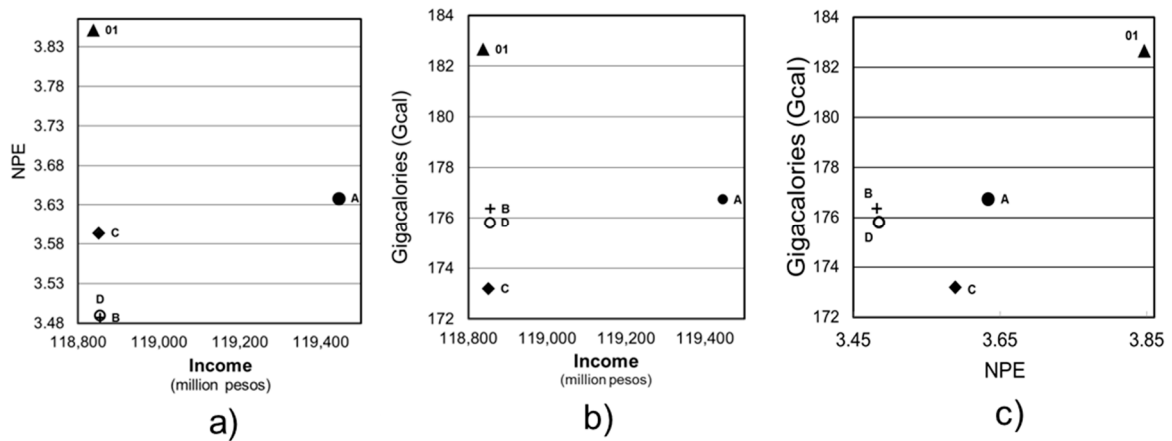 NPE
3.83
3.78
3.73
3.68
3.63
3.58
3.53
3.48
01
A
C
D
B
118,800 119,000 119,200 119,400
Income
(million pesos)
a)
Gigacalories (Gcal)
184
182
180
178
176
174
172
01
A
B
D
C
118,800 119,000 119,200 119,400
Income
(million pesos)
b)
Gigacalories (Gcal)
184
182
180
178
176
174
172
01
B
A
D
C
3.45 3.65 3.85
NPE
c)